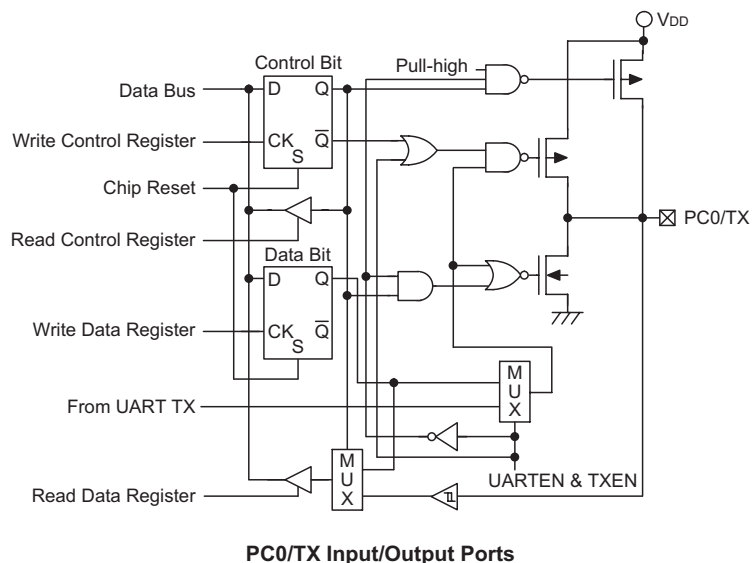 VDD
Control Bit
Pull-high
Data Bus
D Q
Write Control Register
CK Q
S
Chip Reset
PC0/TX
Read Control Register
Data Bit
D Q
Write Data Register
CK Q
S
M
U
X
From UART TX
M
U
X
UARTEN & TXEN
Read Data Register
PC0/TX Input/Output Ports